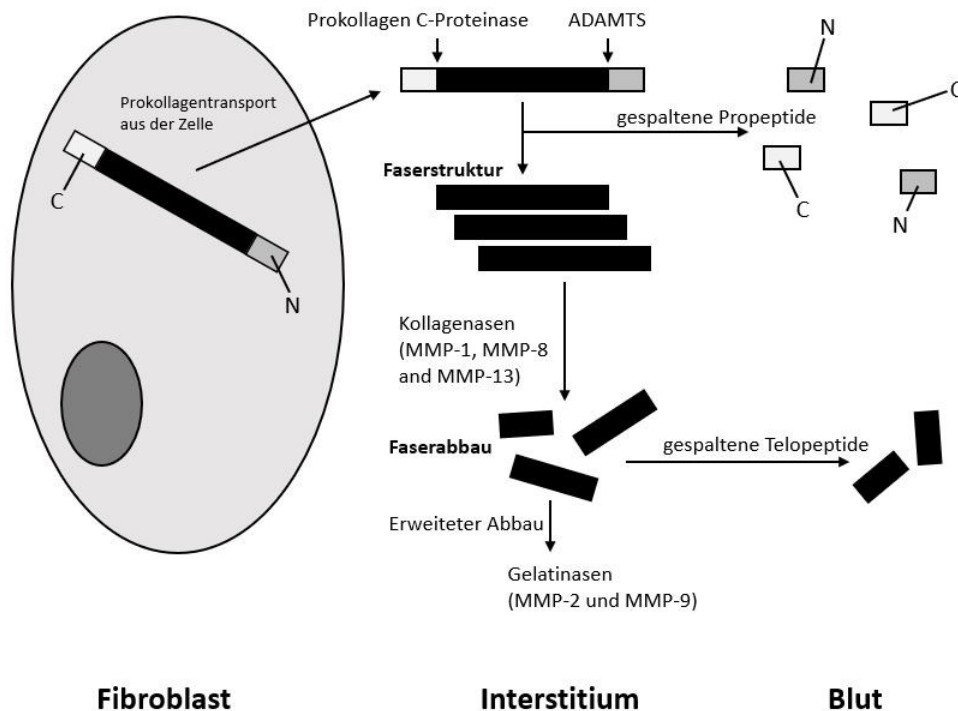 Prokollagen C-Proteinase
ADAMTS
N
C
Prokollagentransport
aus der Zelle
gespaltene Propeptide
Faserstruktur
C
C
N
N
Kollagenasen
(MMP-1, MMP-8
and MMP-13)
Faserabbau
gespaltene Telopeptide
Erweiteter Abbau
Gelatinasen
(MMP-2 und MMP-9)
Fibroblast
Interstitium
Blut